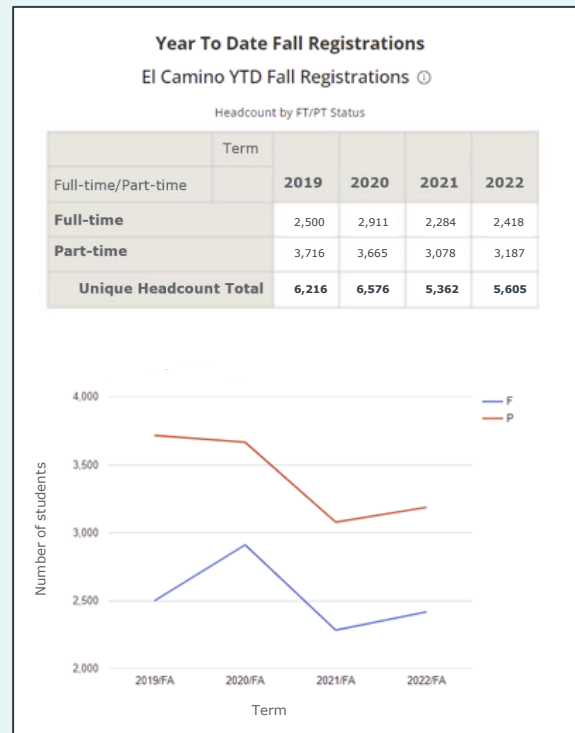 Year To Date Fall Registrations
El Camino YTD Fall Registrations ⓘ
Headcount by FT/PT Status
Term
Full-time/Part-time 2019 2020 2021 2022
Full-time 2,500 2,911 2,284 2,418
Part-time 3,716 3,665 3,078 3,187
Unique Headcount Total 6,216 6,576 5,362 5,605
4,000
F
P
3,500
3,000
2,500
2,000
Number of students
2019/FA 2020/FA 2021/FA 2022/FA
Term